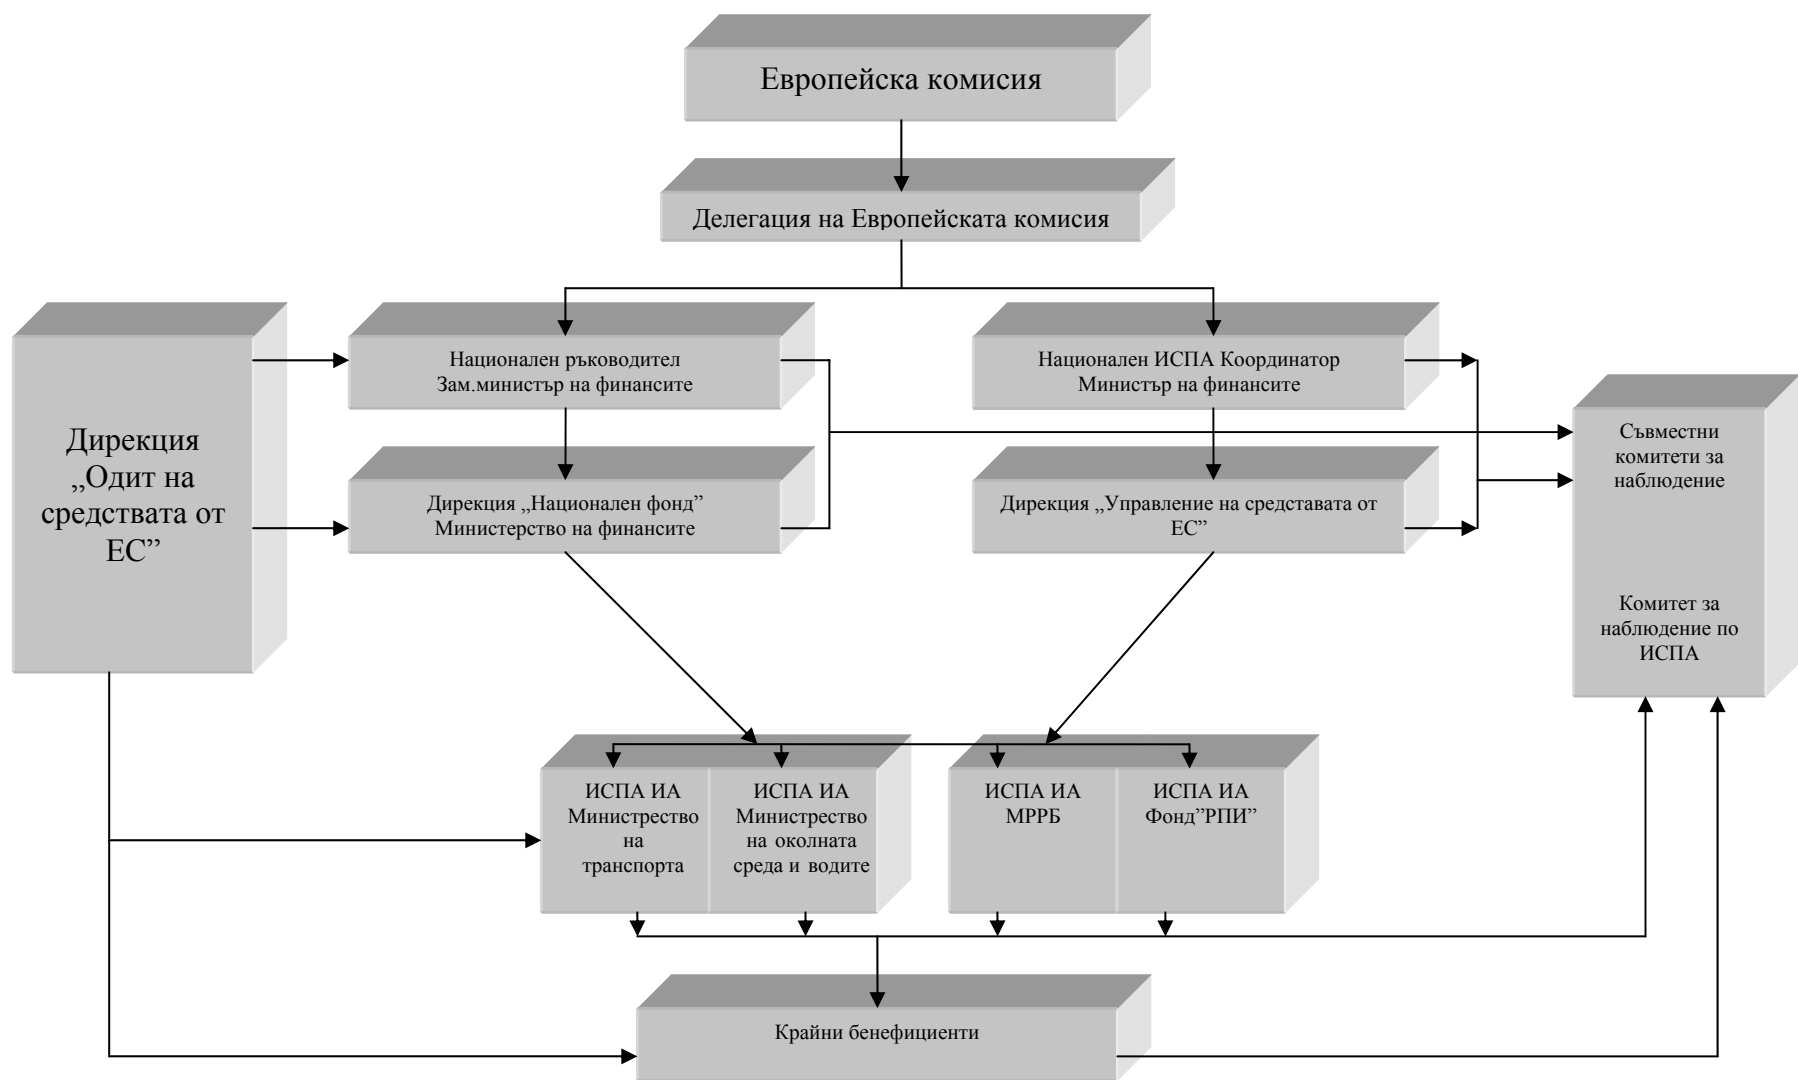 Европейска комисия
Делегация на Европейската комисия
Дирекция
„Одит на
средствата от
ЕС”
Национален ръководител
Зам.министър на финансите
Национален ИСПА Координатор
Министър на финансите
Дирекция „Национален фонд”
Министерство на финансите
Дирекция „Управление на средставата от
ЕС”
Съвместни
комитети за
наблюдение
Комитет за
наблюдение по
ИСПА
ИСПА ИА
Министрество
на
транспорта
ИСПА ИА
Министрество
на околната
среда и водите
ИСПА ИА
МРРБ
ИСПА ИА
Фонд”РПИ”
Крайни бенефициенти